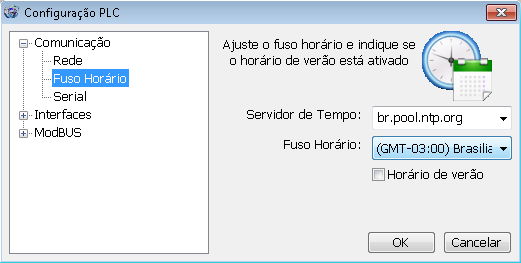 Configuração PLC
Comunicação
Rede
Fuso Horário
Serial
Interfaces
ModBUS
Ajuste o fuso horário e indique se
o horário de verão está ativado
Servidor de Tempo: br.pool.ntp.org
Fuso Horário: (GMT-03:00) Brasilia
Horário de verão
OK Cancelar